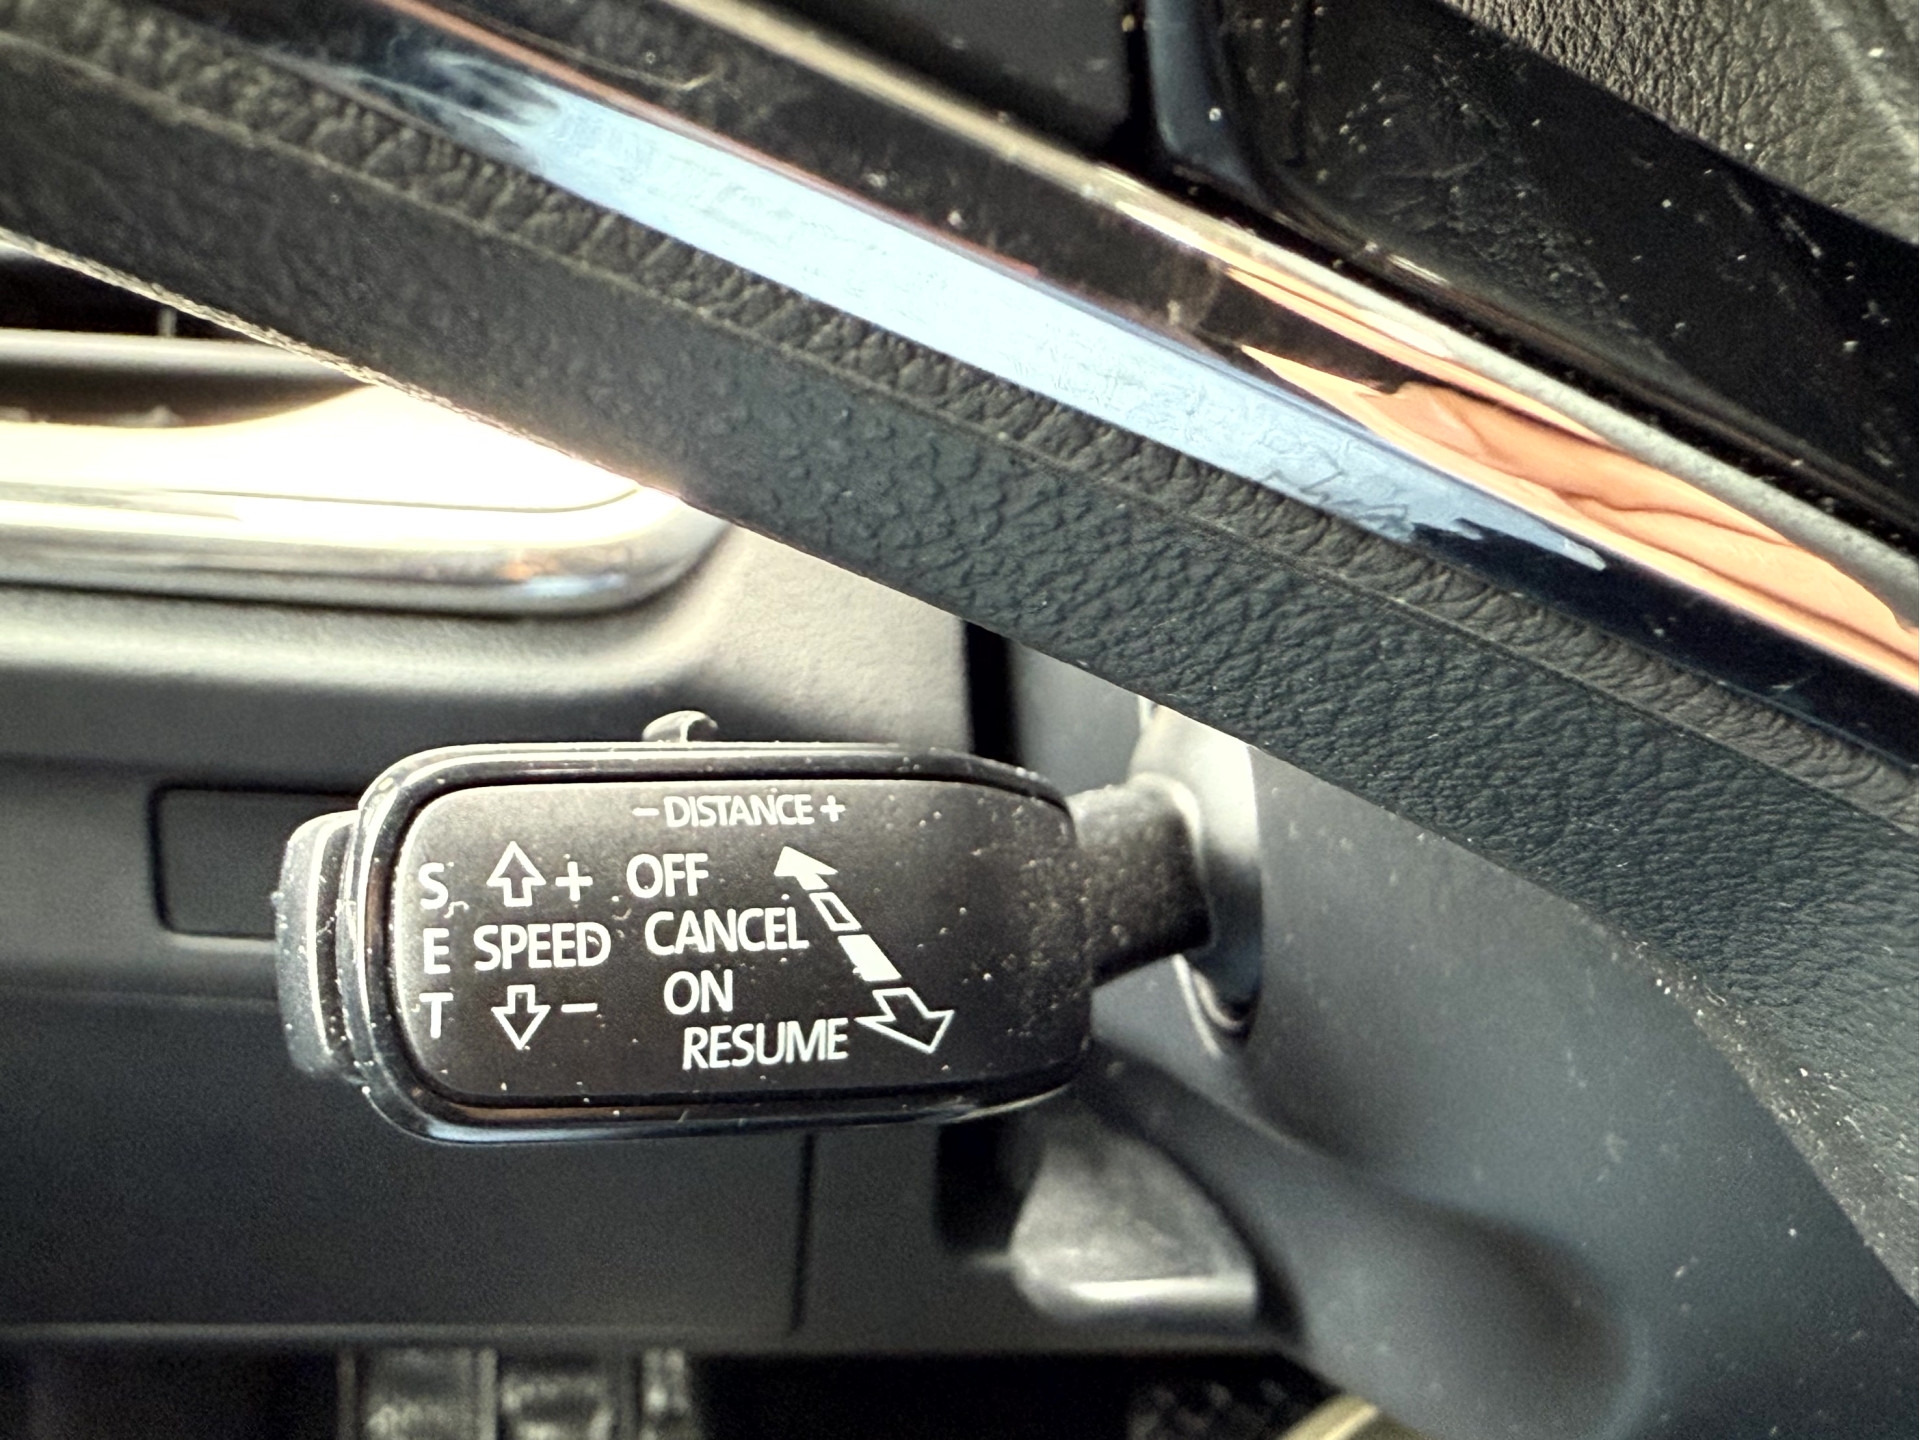 – DISTANCE +
S + OFF
CANCEL
E SPEED
ON
T –
RESUME